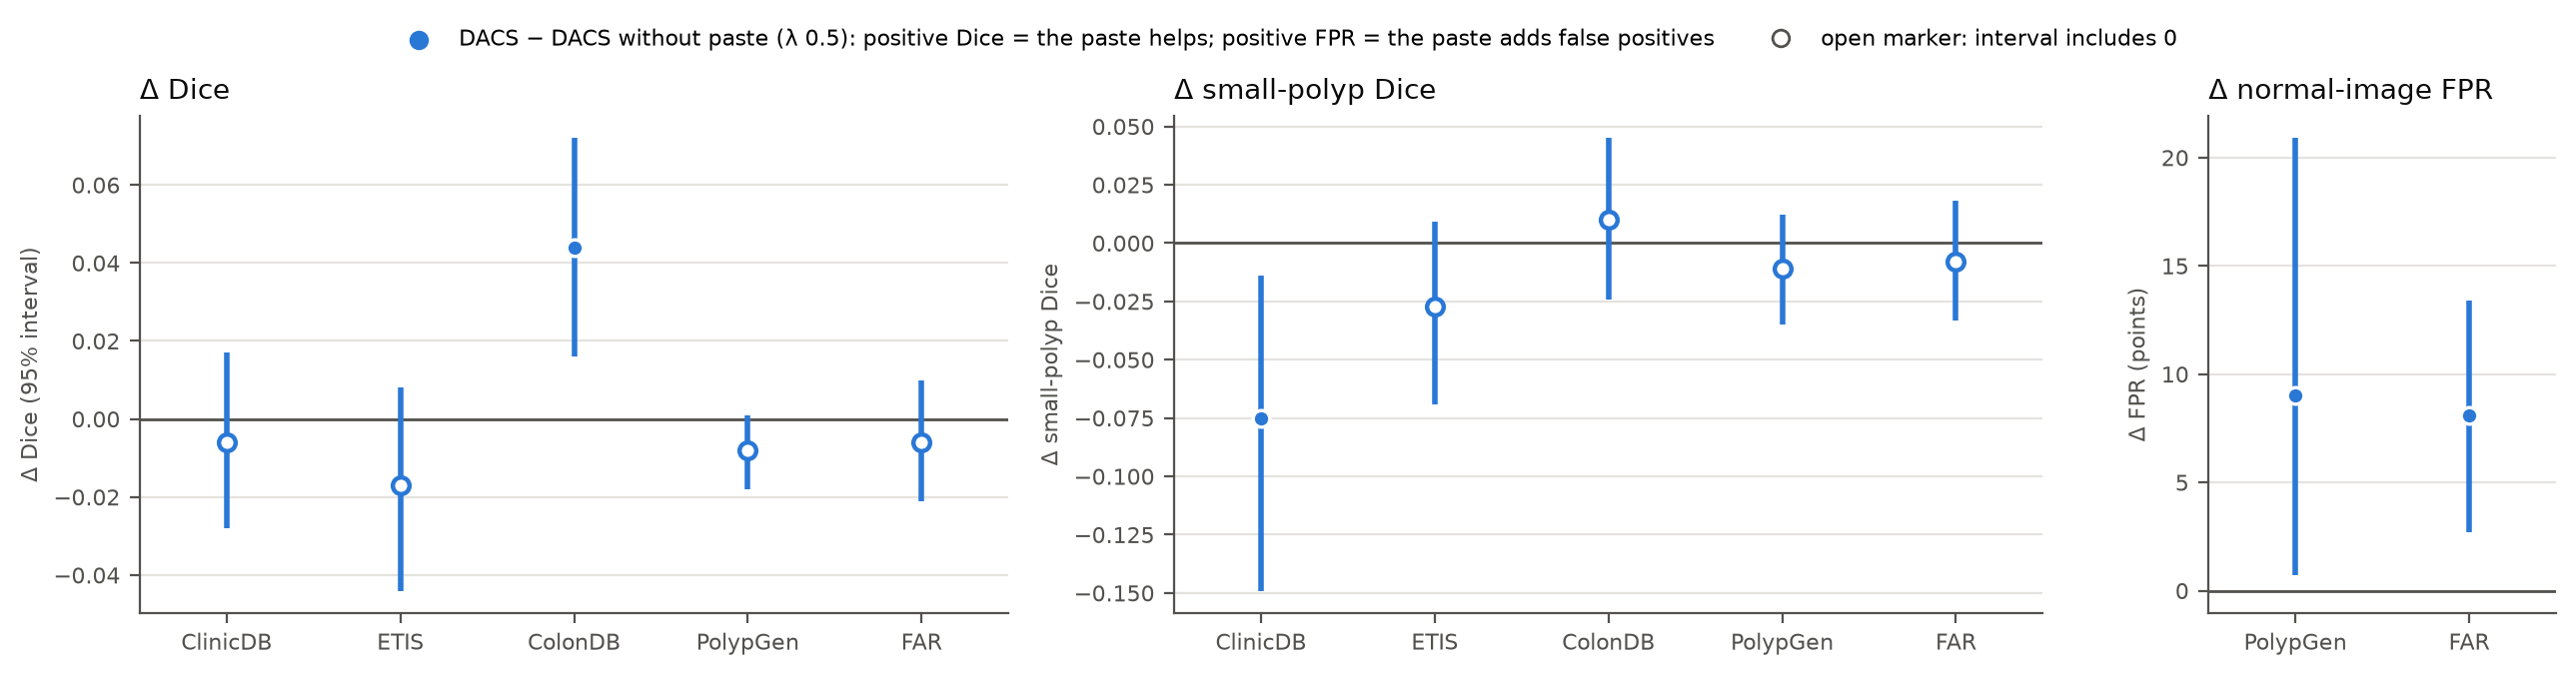 DACS − DACS without paste (λ 0.5): positive Dice = the paste helps; positive FPR = the paste adds false positives
open marker: interval includes 0
Δ Dice
Δ Dice (95% interval)
0.06
0.04
0.02
0.00
−0.02
−0.04
ClinicDB
ETIS
ColonDB
PolypGen
FAR
Δ small-polyp Dice
Δ small-polyp Dice
0.050
0.025
0.000
−0.025
−0.050
−0.075
−0.100
−0.125
−0.150
ClinicDB
ETIS
ColonDB
PolypGen
FAR
Δ normal-image FPR
Δ FPR (points)
20
15
10
5
0
PolypGen
FAR